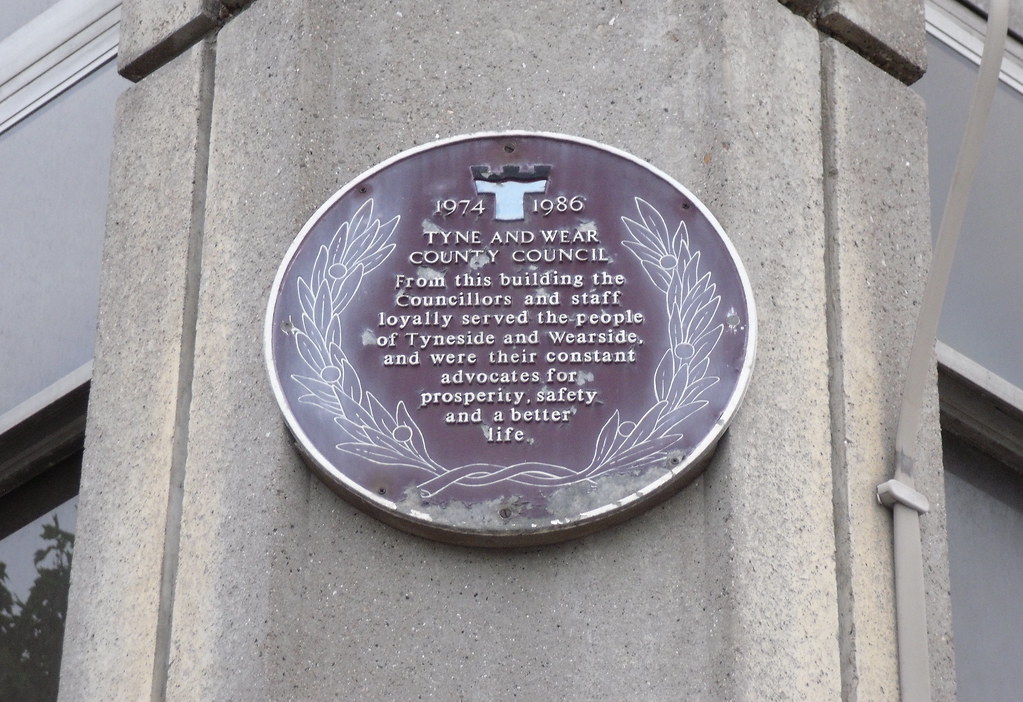 1974 1986
TYNE AND WEAR
COUNTY COUNCIL
From this building the
Councillors and staff
loyally served the people
of Tyneside and Wearside,
and were their constant
advocates for
prosperity, safety
and a better
life.